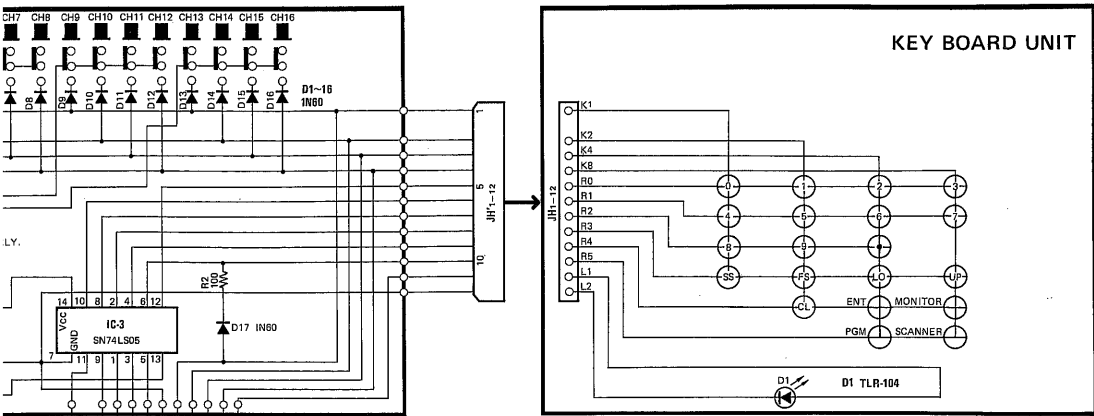 CH7 CH8 CH9 CH10 CH11 CH12 CH13 CH14 CH15 CH16
D8 D9 D10 D11 D12 D13 D14 D15 D16
D1~16
1N60
1
5
10
JH'1-12
LY.
R2
100
14 10 8 2 4 6 12
VCC
GND
IC-3
SN74LS05
7
11 9 1 3 5 13
D17 IN60
KEY BOARD UNIT
JH1-12
K1
K2
K4
K8
R0
R1
R2
R3
R4
R5
L1
L2
0 1 2 3
4 5 6 7
8 9 •
SS FS LO UP
CL ENT MONITOR
PGM SCANNER
D1
D1 TLR-104